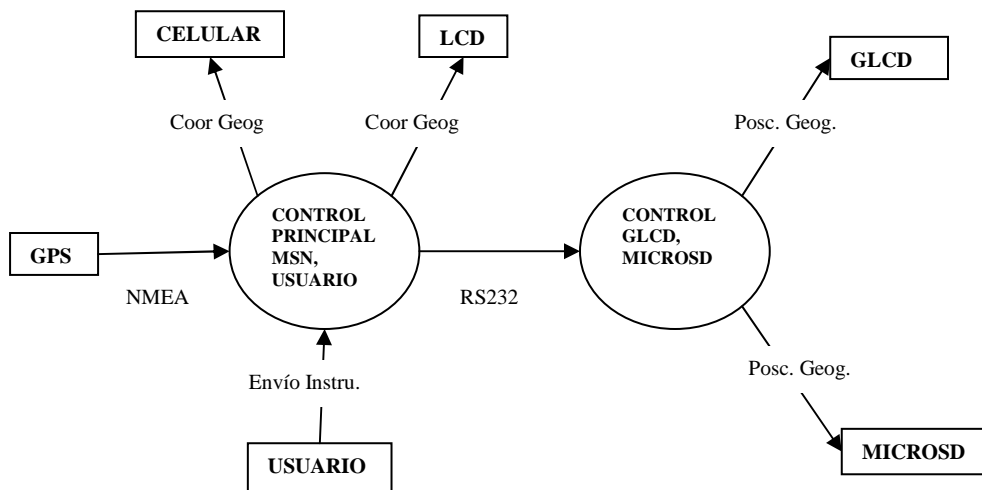 CELULAR
LCD
GLCD
Coor Geog
Coor Geog
Posc. Geog.
CONTROL
PRINCIPAL
MSN,
USUARIO
CONTROL
GLCD,
MICROSD
GPS
NMEA
RS232
Envío Instru.
Posc. Geog.
USUARIO
MICROSD